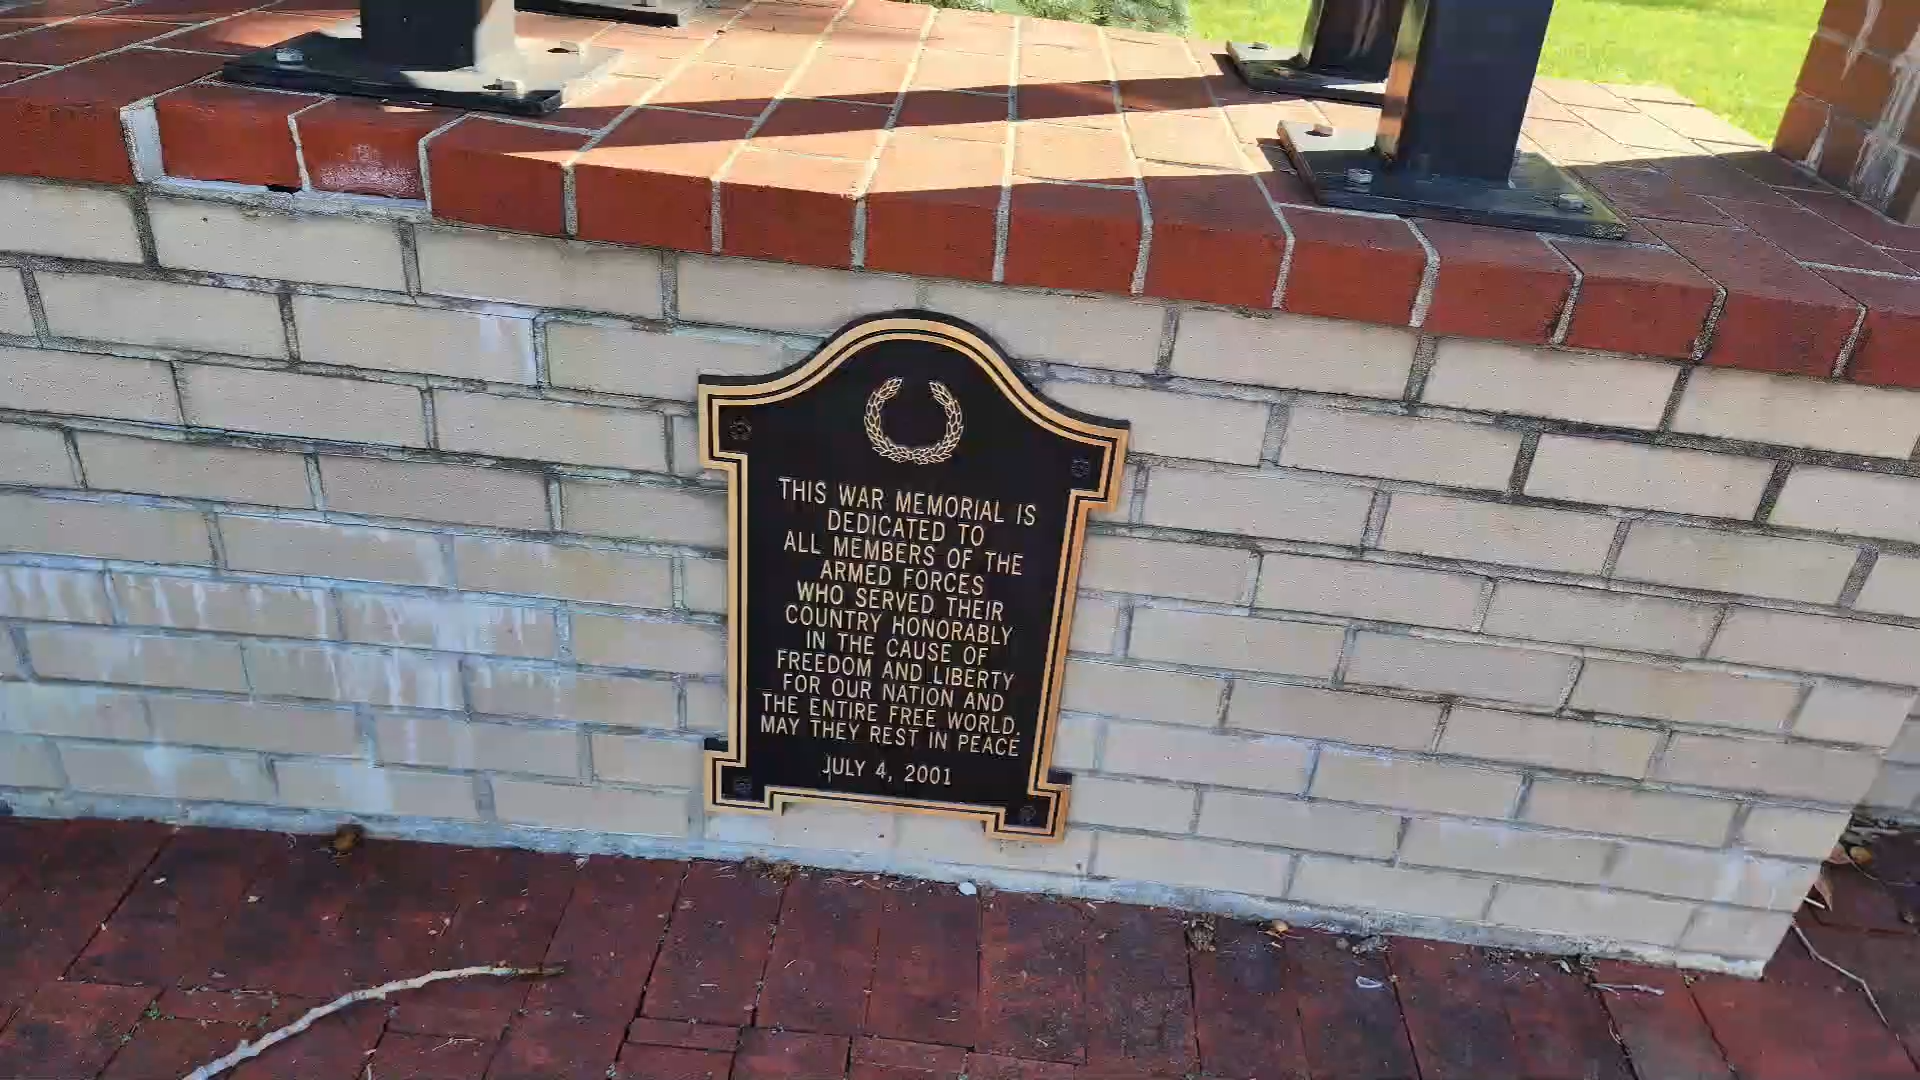 THIS WAR MEMORIAL IS
DEDICATED TO
ALL MEMBERS OF THE
ARMED FORCES
WHO SERVED THEIR
COUNTRY HONORABLY
IN THE CAUSE OF
FREEDOM AND LIBERTY
FOR OUR NATION AND
THE ENTIRE FREE WORLD.
MAY THEY REST IN PEACE
JULY 4, 2001